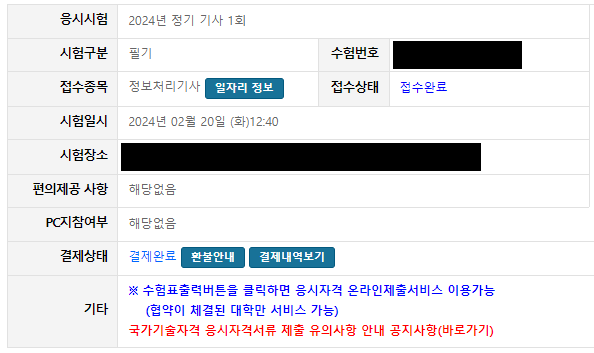 응시시험 2024년 정기 기사 1회
시험구분 필기 수험번호
접수종목 정보처리기사 일자리 정보 접수상태 접수완료
시험일시 2024년 02월 20일 (화)12:40
시험장소
편의제공 사항 해당없음
PC지참여부 해당없음
결제상태 결제완료 환불안내 결제내역보기
기타 ※ 수험표출력버튼을 클릭하면 응시자격 온라인제출서비스 이용가능
(협약이 체결된 대학만 서비스 가능)
국가기술자격 응시자격서류 제출 유의사항 안내 공지사항(바로가기)